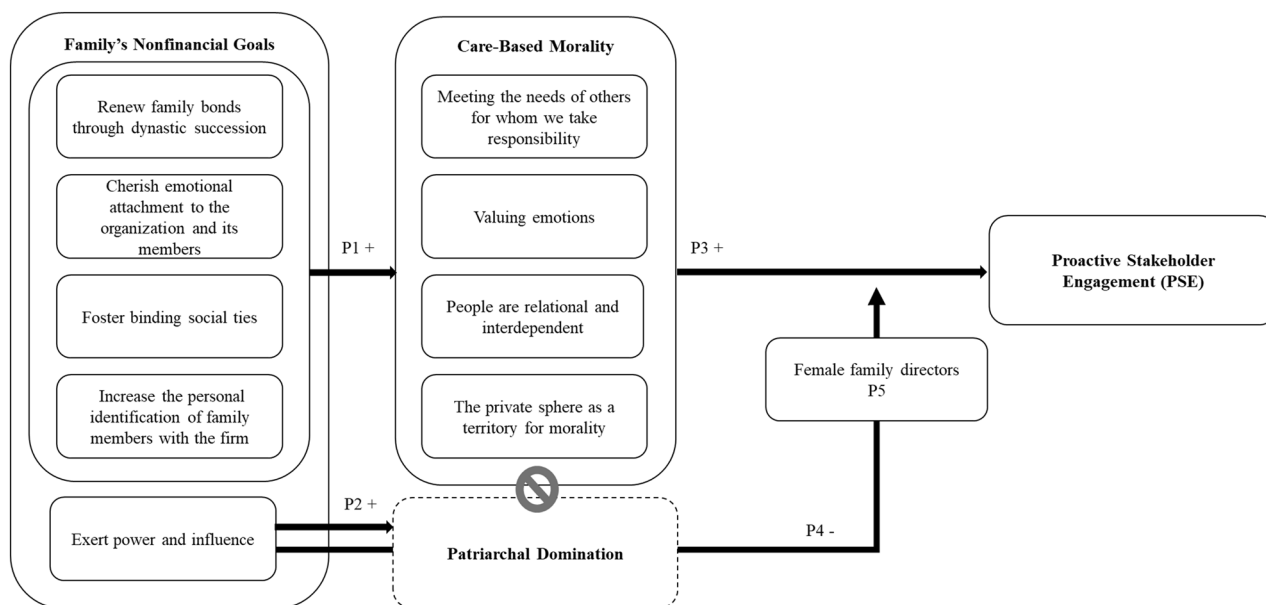 Family's Nonfinancial Goals
Renew family bonds
through dynastic succession
Cherish emotional
attachment to the
organization and its
members
Foster binding social ties
Increase the personal
identification of family
members with the firm
Exert power and influence
P1 +
P2 +
Care-Based Morality
Meeting the needs of others
for whom we take
responsibility
Valuing emotions
People are relational and
interdependent
The private sphere as a
territory for morality
Patriarchal Domination
P3 +
P4 -
Female family directors
P5
Proactive Stakeholder
Engagement (PSE)